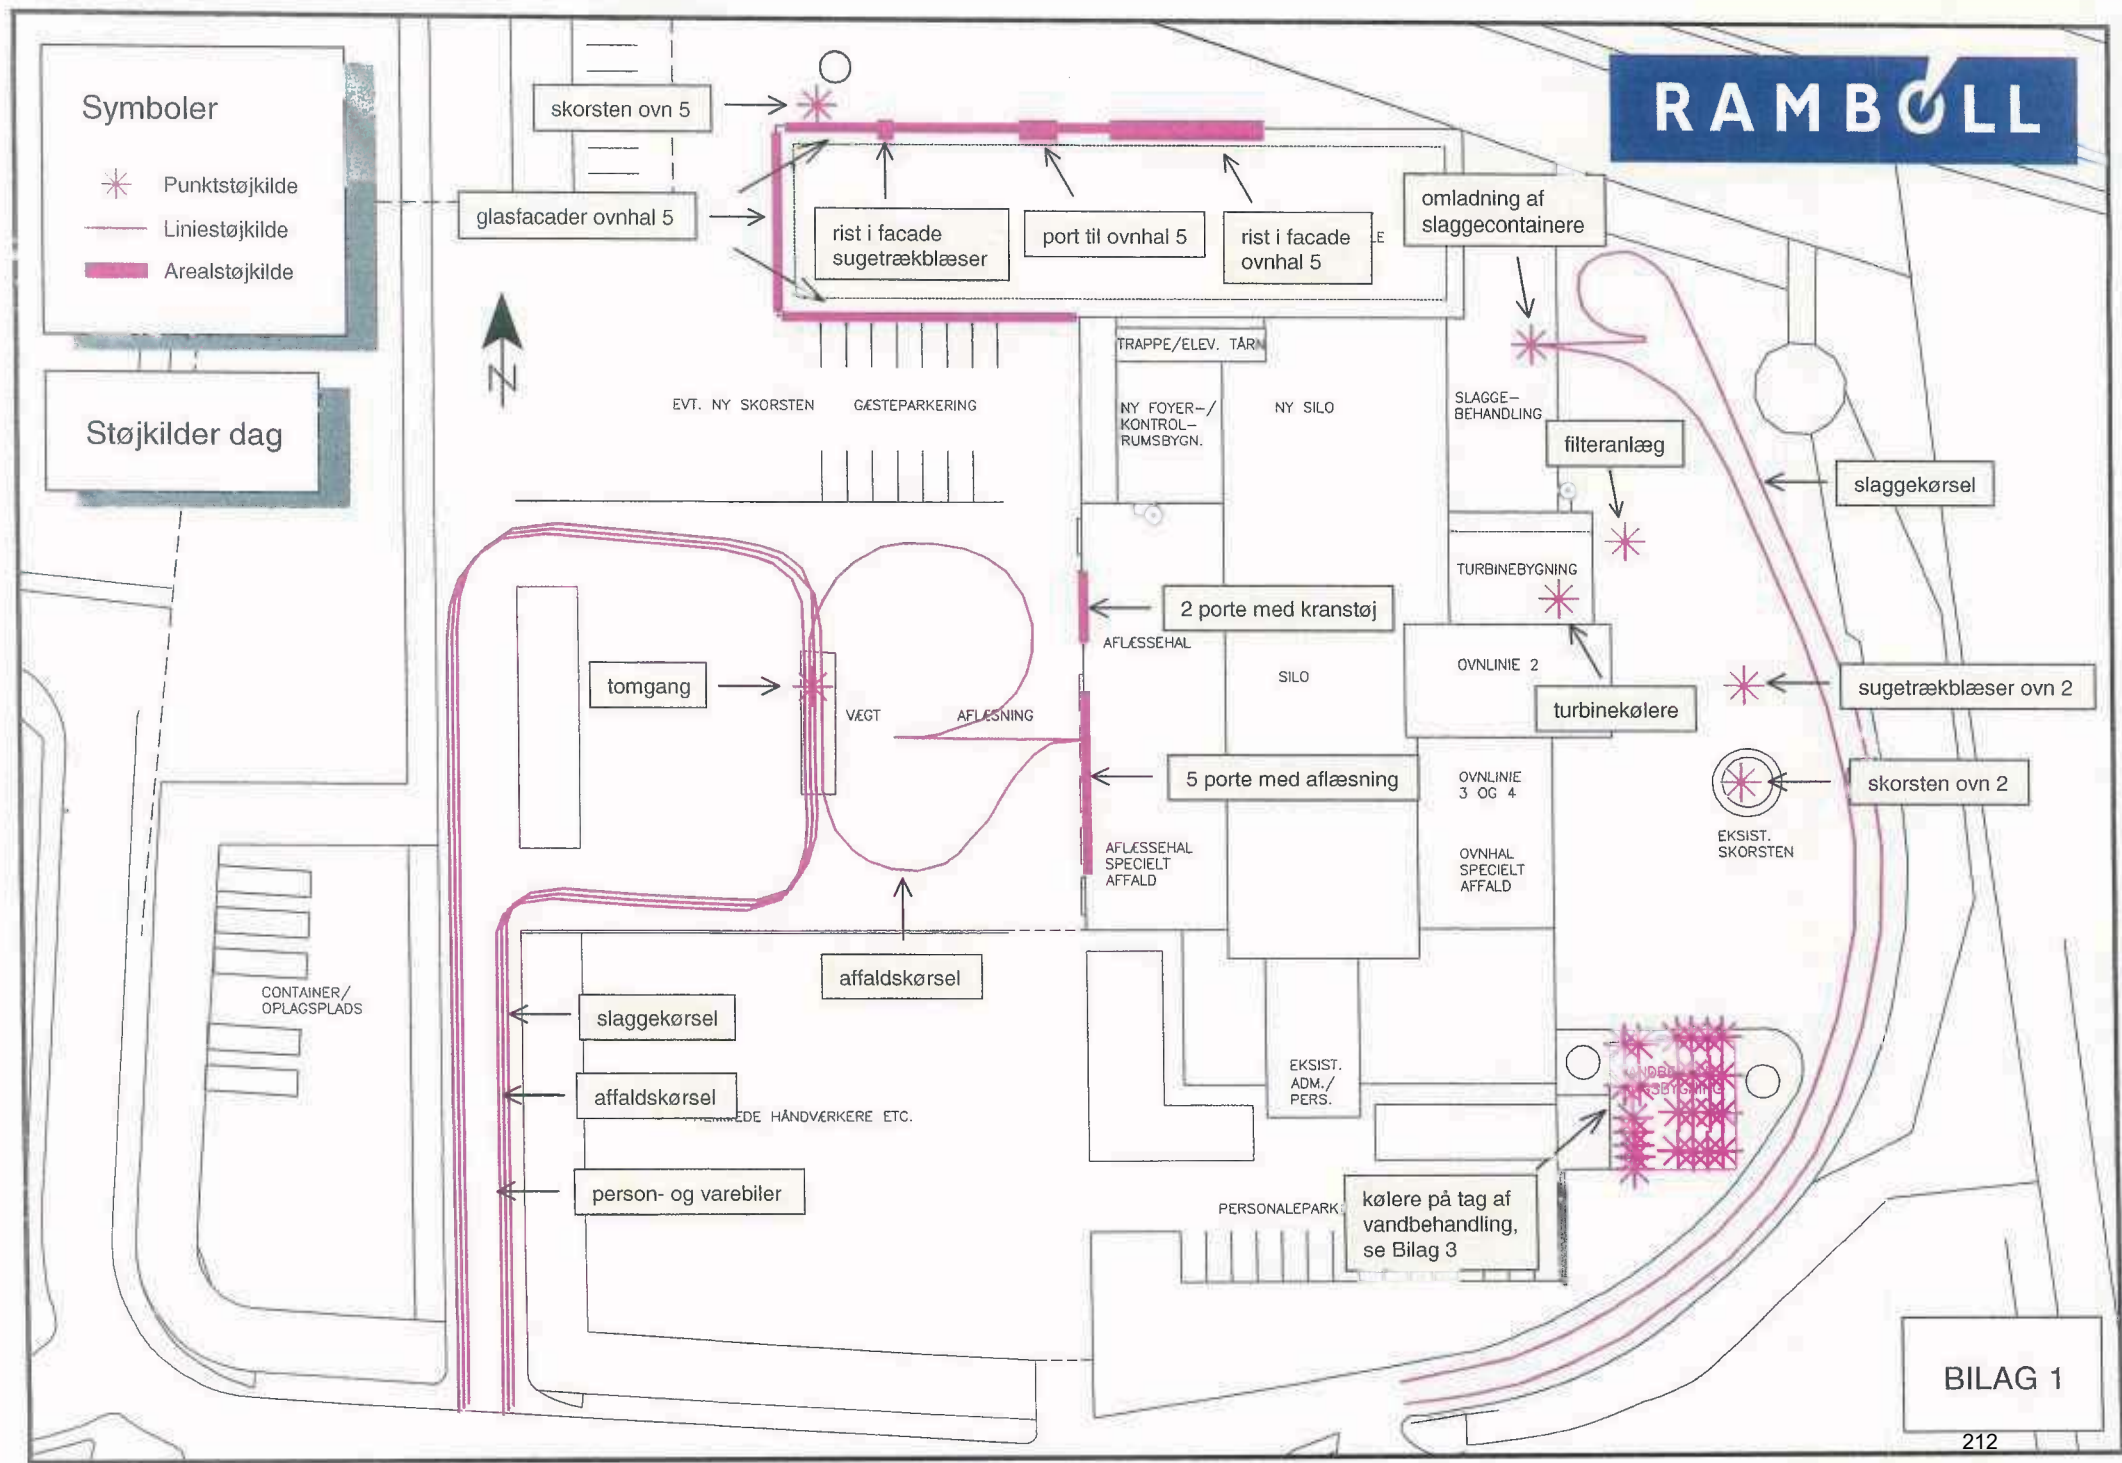 Symboler
Punktstøjkilde
Liniestøjkilde
Arealstøjkilde
Støjkilder dag
N
RAMBOLL
skorsten ovn 5
glasfacader ovnhal 5
rist i facade
sugetrækblæser
port til ovnhal 5
rist i facade
ovnhal 5
LE
omladning af
slaggecontainere
TRAPPE/ELEV. TÅRN
EVT. NY SKORSTEN
GÆSTEPARKERING
NY FOYER-/
KONTROL-
RUMSBYGN.
NY SILO
SLAGGE-
BEHANDLING
filteranlæg
slaggekørsel
TURBINEBYGNING
2 porte med kranstøj
AFLÆSSEHAL
SILO
OVNLINIE 2
turbinekølere
sugetrækblæser ovn 2
tomgang
VÆGT
AFLÆSNING
5 porte med aflæsning
OVNLINIE
3 OG 4
skorsten ovn 2
EKSIST.
SKORSTEN
AFLÆSSEHAL
SPECIELT
AFFALD
OVNHAL
SPECIELT
AFFALD
affaldskørsel
CONTAINER/
OPLAGSPLADS
slaggekørsel
affaldskørsel
HÅNDVÆRKERE ETC.
person- og varebiler
EKSIST.
ADM./
PERS.
PERSONALEPARK
kølere på tag af
vandbehandling,
se Bilag 3
BILAG 1
212